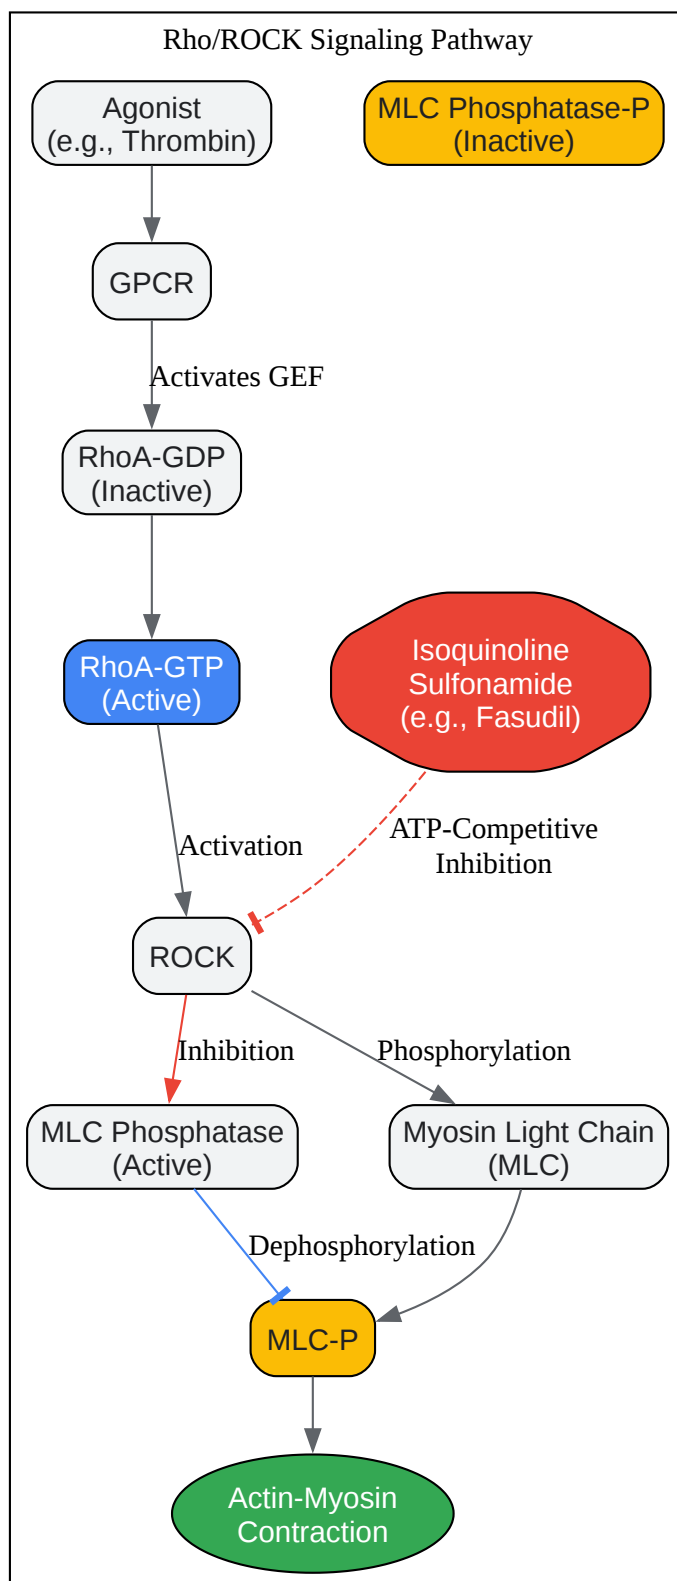 Rho/ROCK Signaling Pathway
Agonist
(e.g., Thrombin)
MLC Phosphatase-P
(Inactive)
GPCR
Activates GEF
RhoA-GDP
(Inactive)
RhoA-GTP
(Active)
Isoquinoline
Sulfonamide
(e.g., Fasudil)
Activation
ATP-Competitive
Inhibition
ROCK
Inhibition
Phosphorylation
MLC Phosphatase
(Active)
Myosin Light Chain
(MLC)
Dephosphorylation
MLC-P
Actin-Myosin
Contraction